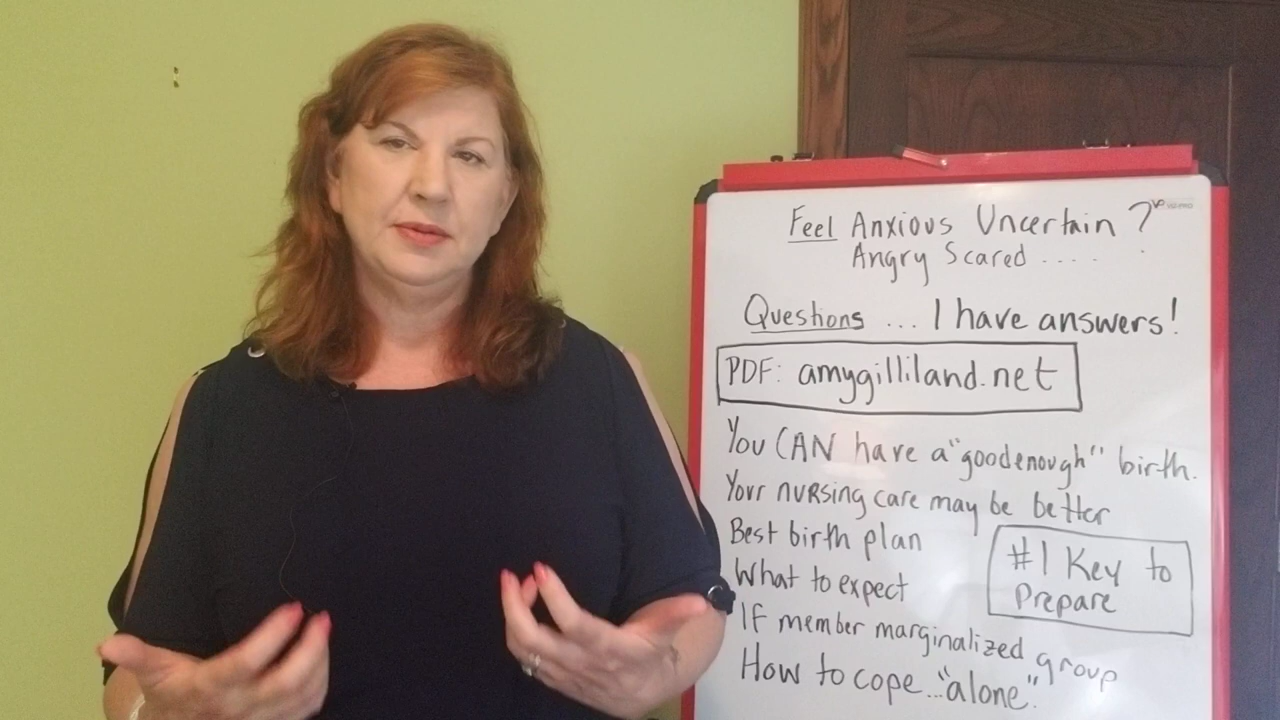 Feel Anxious Uncertain ?
Angry Scared .....
Questions ... I have answers!
PDF: amygilliland.net
You CAN have a "goodenough" birth.
Your nursing care may be better
Best birth plan
#1 Key to
Prepare
What to expect
If member marginalized group
How to cope..."alone".